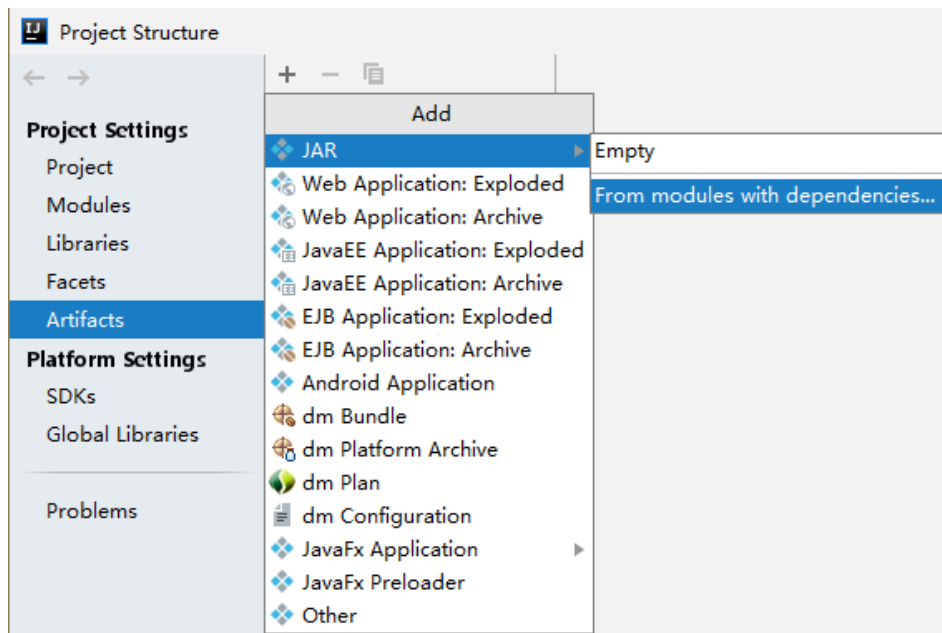 Project Structure
Project Settings
Project
Modules
Libraries
Facets
Artifacts
Platform Settings
SDKs
Global Libraries
Problems
Add
JAR
Web Application: Exploded
Web Application: Archive
JavaEE Application: Exploded
JavaEE Application: Archive
EJB Application: Exploded
EJB Application: Archive
Android Application
dm Bundle
dm Platform Archive
dm Plan
dm Configuration
JavaFx Application
JavaFx Preloader
Other
Empty
From modules with dependencies...